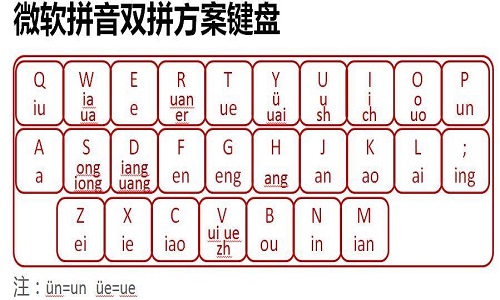 微软拼音双拼方案键盘
Q W E R T Y U I O P
iu ia ua e uan er ue ü uai u sh i ch o uo un
A S D F G H J K L ;
a ong iong iang uang en eng ang an ao ai ing
Z X C V B N M
ei ie iao ui ue zh ou in ian
注：ün=un üe=ue